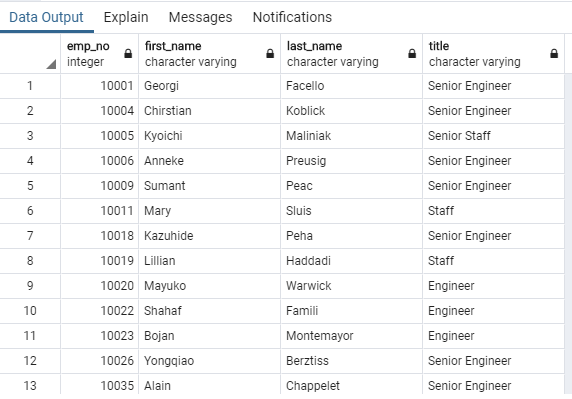 Data Output Explain Messages Notifications
emp_no first_name last_name title
integer character varying character varying character varying
1 10001 Georgi Facello Senior Engineer
2 10004 Chirstian Koblick Senior Engineer
3 10005 Kyoichi Maliniak Senior Staff
4 10006 Anneke Preusig Senior Engineer
5 10009 Sumant Peac Senior Engineer
6 10011 Mary Sluis Staff
7 10018 Kazuhide Peha Senior Engineer
8 10019 Lillian Haddadi Staff
9 10020 Mayuko Warwick Engineer
10 10022 Shahaf Famili Engineer
11 10023 Bojan Montemayor Engineer
12 10026 Yongqiao Berztiss Senior Engineer
13 10035 Alain Chappelet Senior Engineer